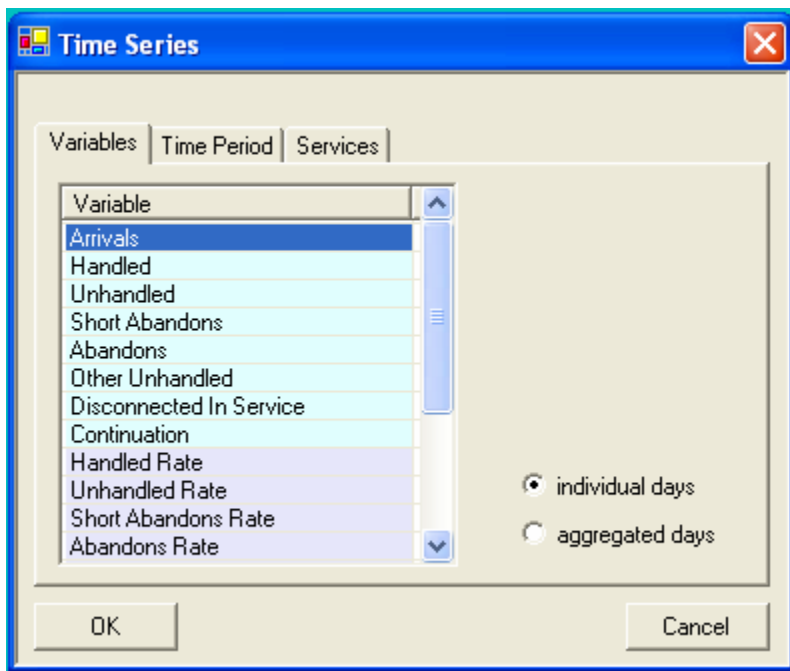 Time Series
Variables Time Period Services
Variable
Arrivals
Handled
Unhandled
Short Abandons
Abandons
Other Unhandled
Disconnected In Service
Continuation
Handled Rate
Unhandled Rate
Short Abandons Rate
Abandons Rate
individual days
aggregated days
OK Cancel